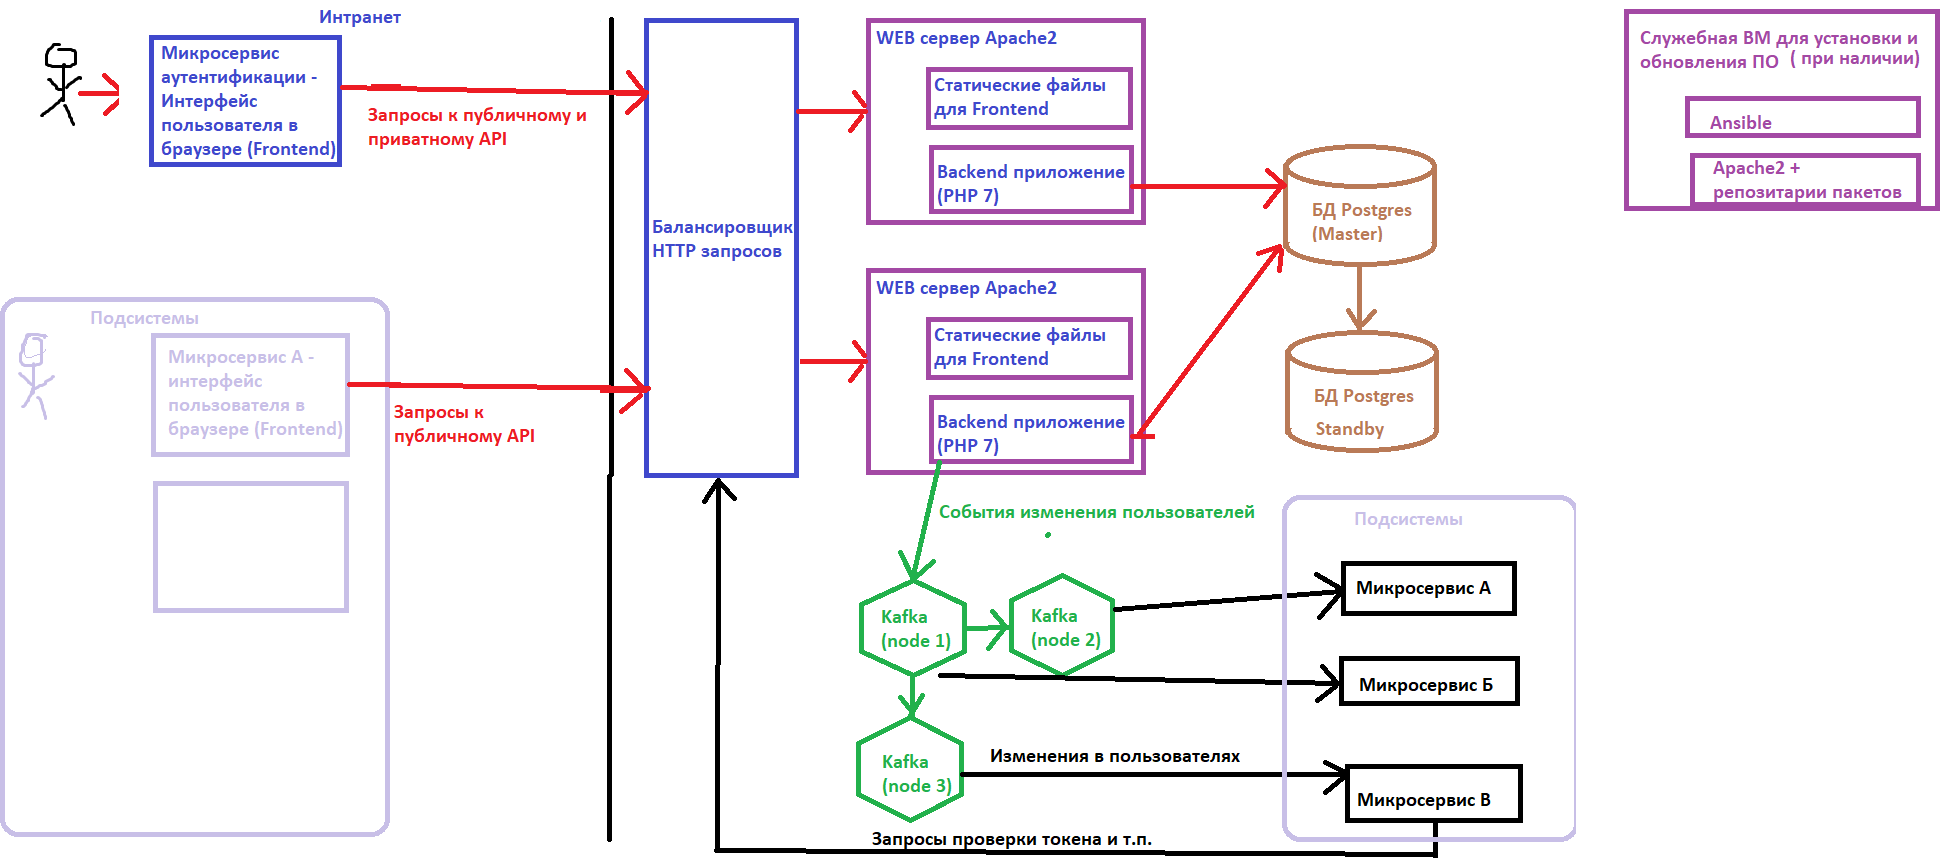 Интранет
Микросервис
аутентификации -
Интерфейс
пользователя в
браузере (Frontend)
Запросы к публичному и
приватному API
Подсистемы
Микросервис А -
интерфейс
пользователя в
браузере (Frontend)
Запросы к
публичному API
Балансировщик
HTTP запросов
WEB сервер Apache2
Статические файлы
для Frontend
Backend приложение
(PHP 7)
WEB сервер Apache2
Статические файлы
для Frontend
Backend приложение
(PHP 7)
БД Postgres
(Master)
БД Postgres
Standby
Служебная ВМ для установки и
обновления ПО ( при наличии)
Ansible
Apache2 +
репозитарии пакетов
События изменения пользователей
Kafka
(node 1)
Kafka
(node 2)
Kafka
(node 3)
Подсистемы
Микросервис А
Микросервис Б
Изменения в пользователях
Микросервис В
Запросы проверки токена и т.п.